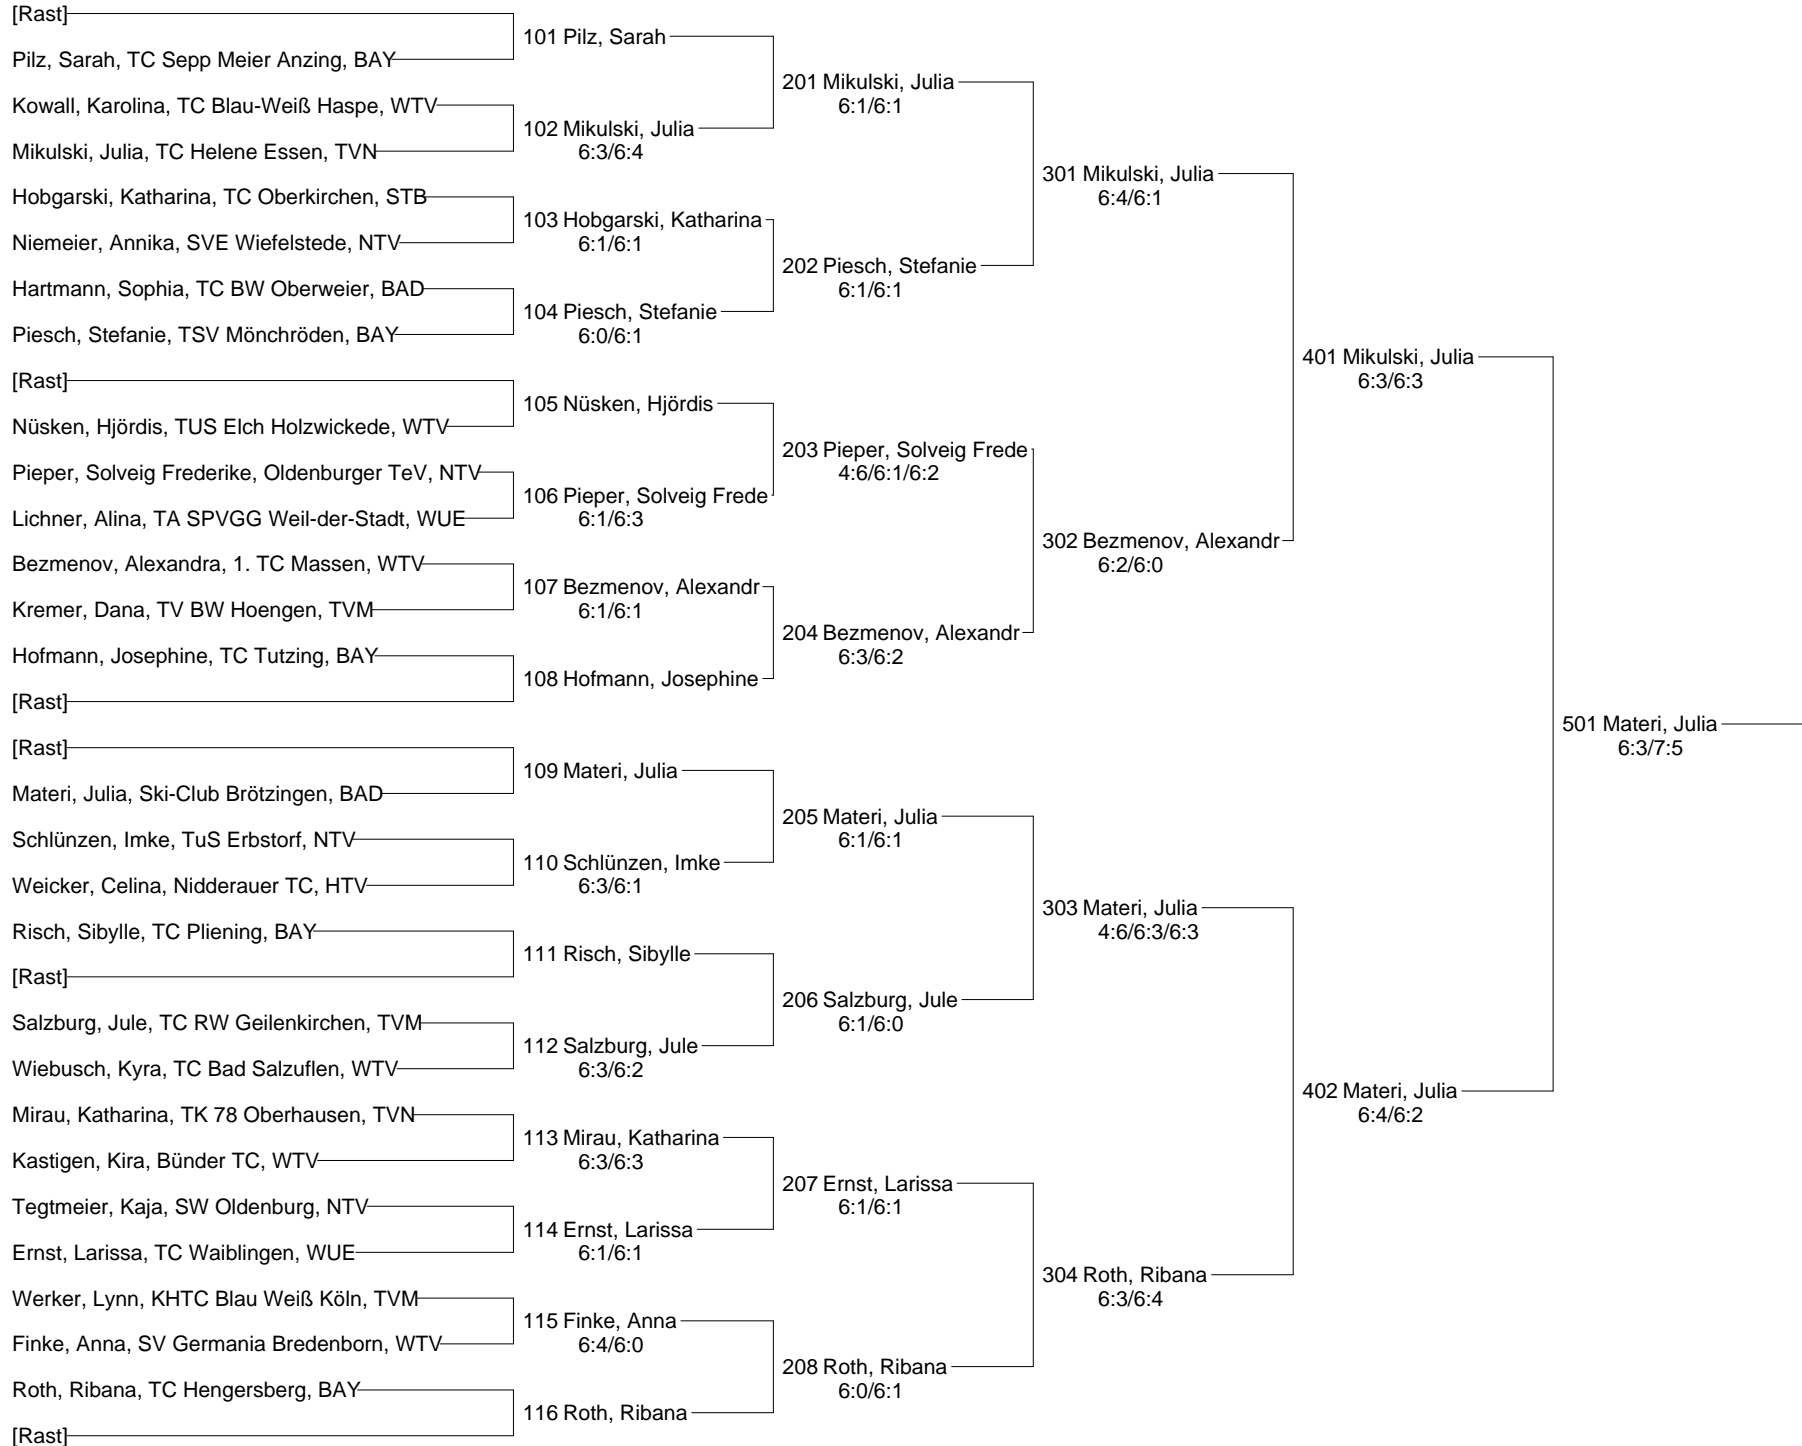 [Rast]
Pilz, Sarah, TC Sepp Meier Anzing, BAY
Kowall, Karolina, TC Blau-Weiß Haspe, WTV
Mikulski, Julia, TC Helene Essen, TVN
Hobgarski, Katharina, TC Oberkirchen, STB
Niemeier, Annika, SVE Wiefelstede, NTV
Hartmann, Sophia, TC BW Oberweier, BAD
Piesch, Stefanie, TSV Mönchröden, BAY
[Rast]
Nüsken, Hjördis, TUS Elch Holzwickede, WTV
Pieper, Solveig Frederike, Oldenburger TeV, NTV
Lichner, Alina, TA SPVGG Weil-der-Stadt, WUE
Bezmenov, Alexandra, 1. TC Massen, WTV
Kremer, Dana, TV BW Hoengen, TVM
Hofmann, Josephine, TC Tutzing, BAY
[Rast]
[Rast]
Materi, Julia, Ski-Club Brötzingen, BAD
Schlünzen, Imke, TuS Erbstorf, NTV
Weicker, Celina, Nidderauer TC, HTV
Risch, Sibylle, TC Pliening, BAY
[Rast]
Salzburg, Jule, TC RW Geilenkirchen, TVM
Wiebusch, Kyra, TC Bad Salzuflen, WTV
Mirau, Katharina, TK 78 Oberhausen, TVN
Kastigen, Kira, Bünder TC, WTV
Tegtmeier, Kaja, SW Oldenburg, NTV
Ernst, Larissa, TC Waiblingen, WUE
Werker, Lynn, KHTC Blau Weiß Köln, TVM
Finke, Anna, SV Germania Bredenborn, WTV
Roth, Ribana, TC Hengersberg, BAY
[Rast]
101 Pilz, Sarah
102 Mikulski, Julia
6:3/6:4
103 Hobgarski, Katharina
6:1/6:1
104 Piesch, Stefanie
6:0/6:1
105 Nüsken, Hjördis
106 Pieper, Solveig Frede
6:1/6:3
107 Bezmenov, Alexandr
6:1/6:1
108 Hofmann, Josephine
109 Materi, Julia
110 Schlünzen, Imke
6:3/6:1
111 Risch, Sibylle
112 Salzburg, Jule
6:3/6:2
113 Mirau, Katharina
6:3/6:3
114 Ernst, Larissa
6:1/6:1
115 Finke, Anna
6:4/6:0
116 Roth, Ribana
201 Mikulski, Julia
6:1/6:1
202 Piesch, Stefanie
6:1/6:1
203 Pieper, Solveig Frede
4:6/6:1/6:2
204 Bezmenov, Alexandr
6:3/6:2
205 Materi, Julia
6:1/6:1
206 Salzburg, Jule
6:1/6:0
207 Ernst, Larissa
6:1/6:1
208 Roth, Ribana
6:0/6:1
301 Mikulski, Julia
6:4/6:1
302 Bezmenov, Alexandr
6:2/6:0
303 Materi, Julia
4:6/6:3/6:3
304 Roth, Ribana
6:3/6:4
401 Mikulski, Julia
6:3/6:3
402 Materi, Julia
6:4/6:2
501 Materi, Julia
6:3/7:5